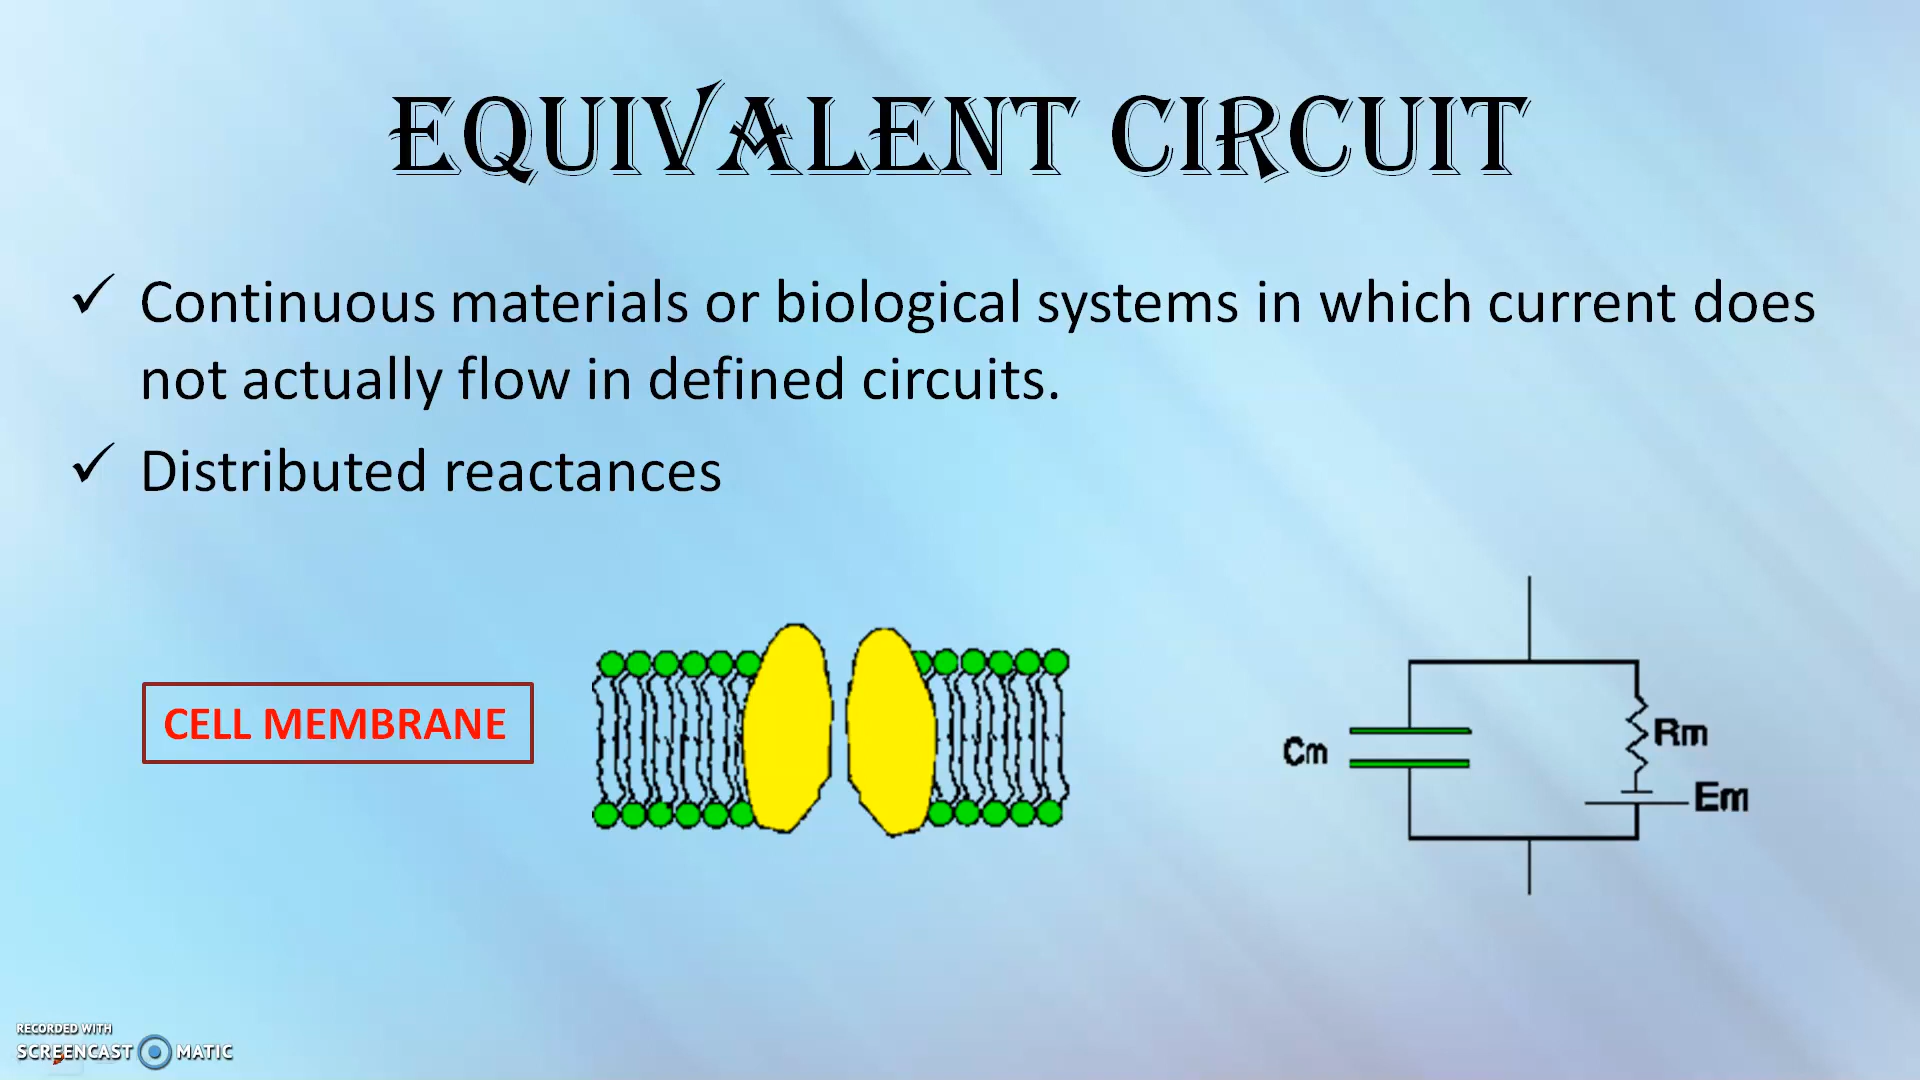 EQUIVALENT CIRCUIT
✓ Continuous materials or biological systems in which current does
not actually flow in defined circuits.
✓ Distributed reactances
CELL MEMBRANE
Cm
Rm
Em
RECORDED WITH
SCREENCAST MATIC